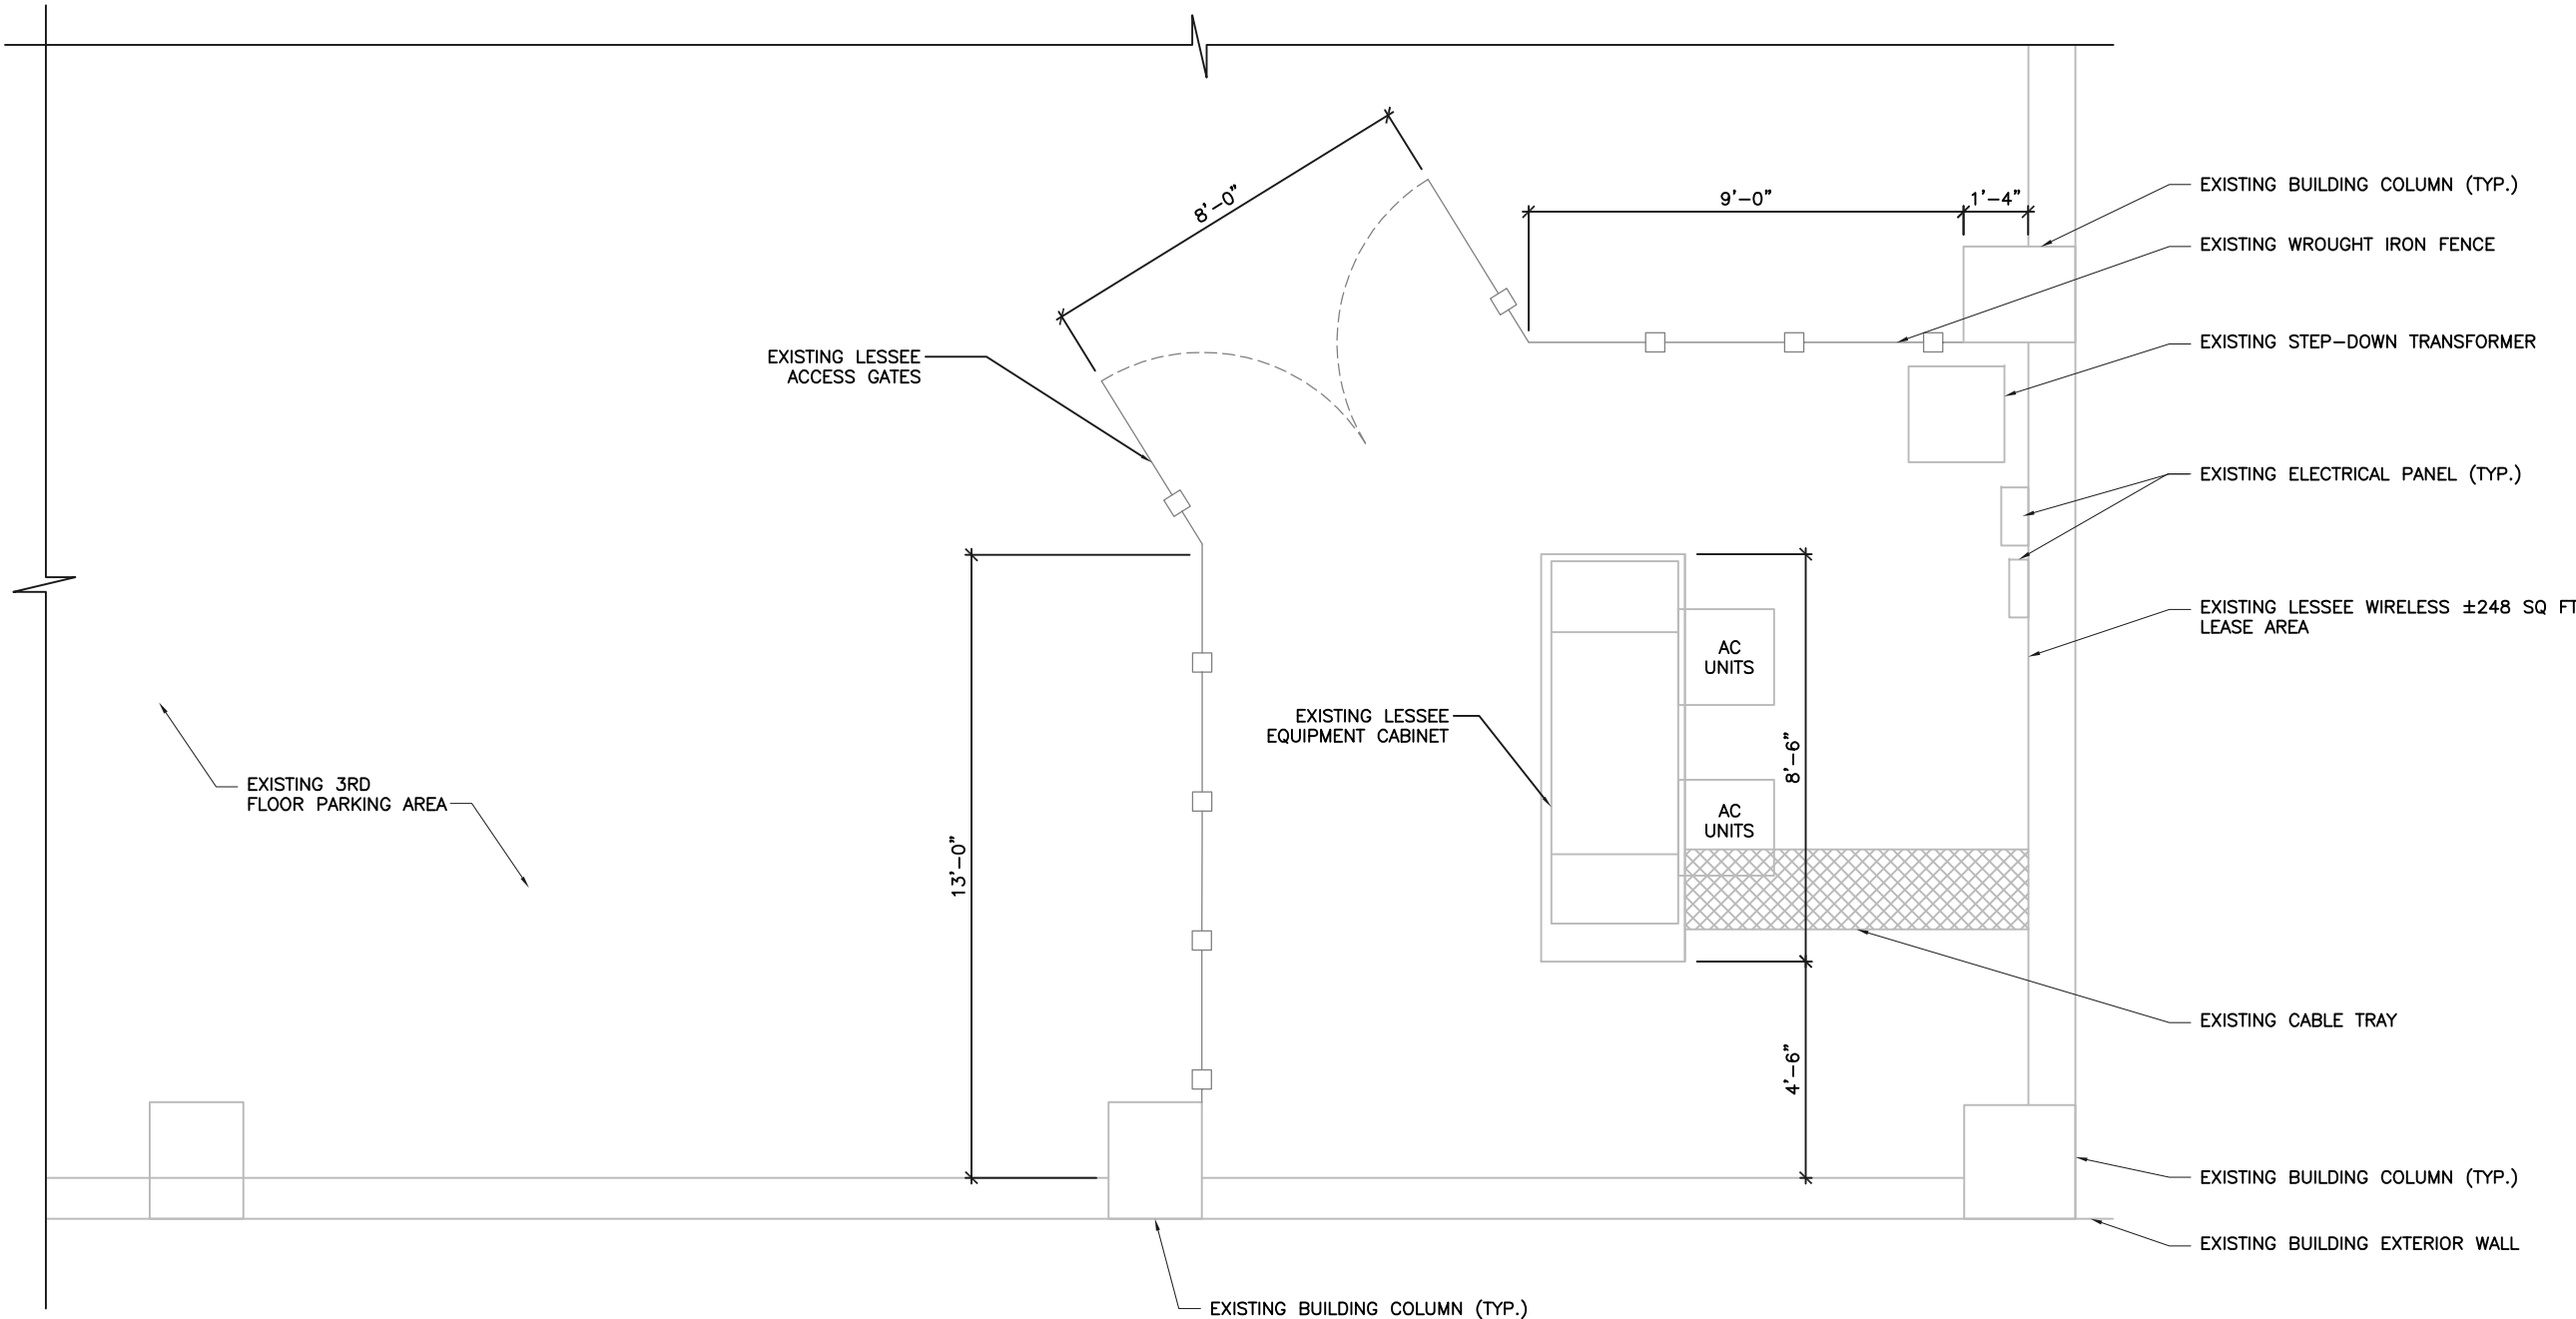 8'-0"
9'-0"
1'-4"
EXISTING BUILDING COLUMN (TYP.)
EXISTING WROUGHT IRON FENCE
EXISTING STEP-DOWN TRANSFORMER
EXISTING LESSEE
ACCESS GATES
EXISTING ELECTRICAL PANEL (TYP.)
EXISTING LESSEE WIRELESS ±248 SQ FT
LEASE AREA
AC
UNITS
EXISTING LESSEE
EQUIPMENT CABINET
8'-6"
EXISTING 3RD
FLOOR PARKING AREA
AC
UNITS
13'-0"
EXISTING CABLE TRAY
4'-6"
EXISTING BUILDING COLUMN (TYP.)
EXISTING BUILDING EXTERIOR WALL
EXISTING BUILDING COLUMN (TYP.)